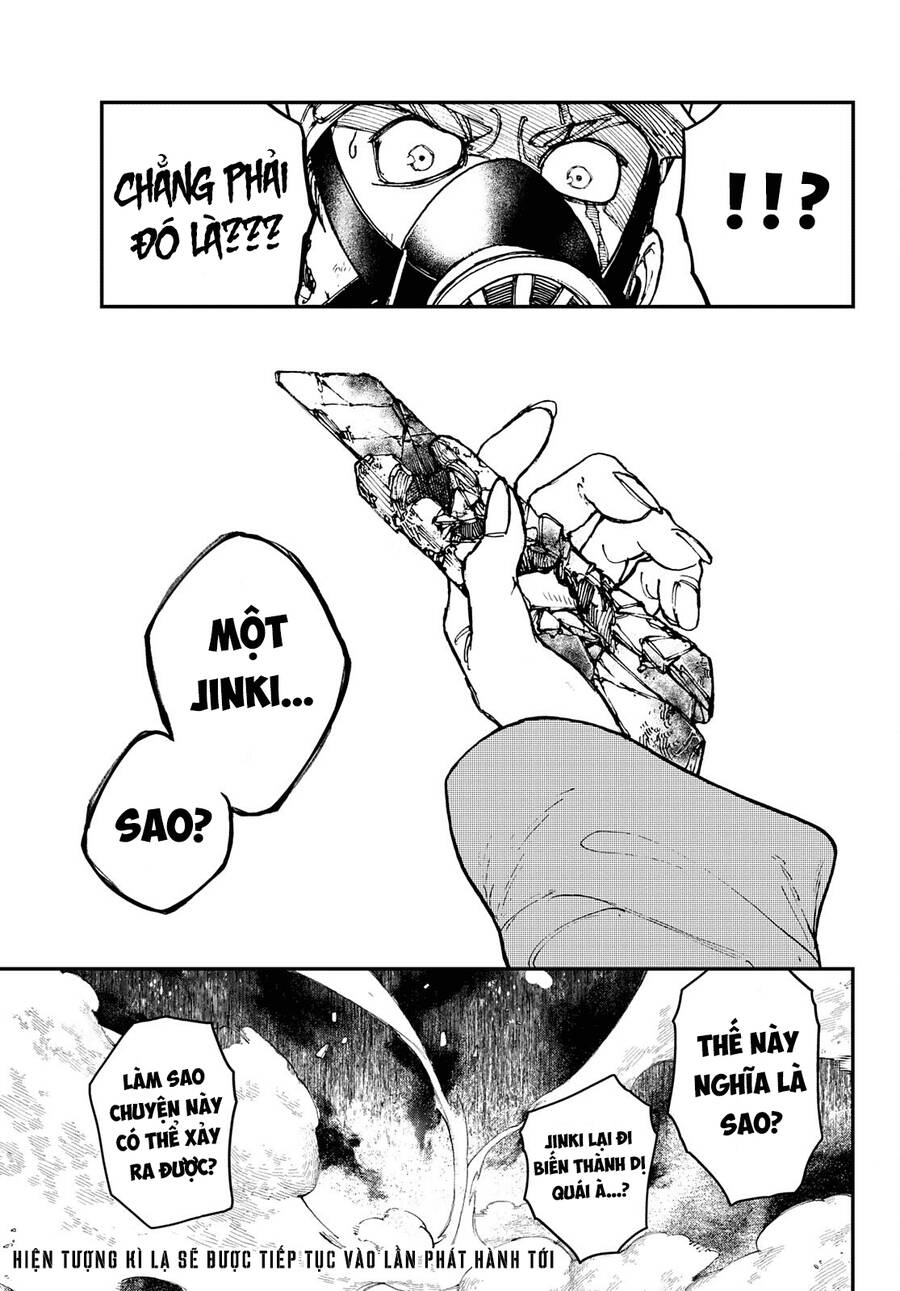 !!?
CHẲNG PHẢI
ĐÓ LÀ???
MỘT
JINKI...
SAO?
THẾ NÀY
NGHĨA LÀ
SAO?
JINKI LẠI ĐI
BIẾN THÀNH DỊ
QUÁI À...?
LÀM SAO
CHUYỆN NÀY
CÓ THỂ XẢY
RA ĐƯỢC?
HIỆN TƯỢNG KÌ LẠ SẼ ĐƯỢC TIẾP TỤC VÀO LẦN PHÁT HÀNH TỚI